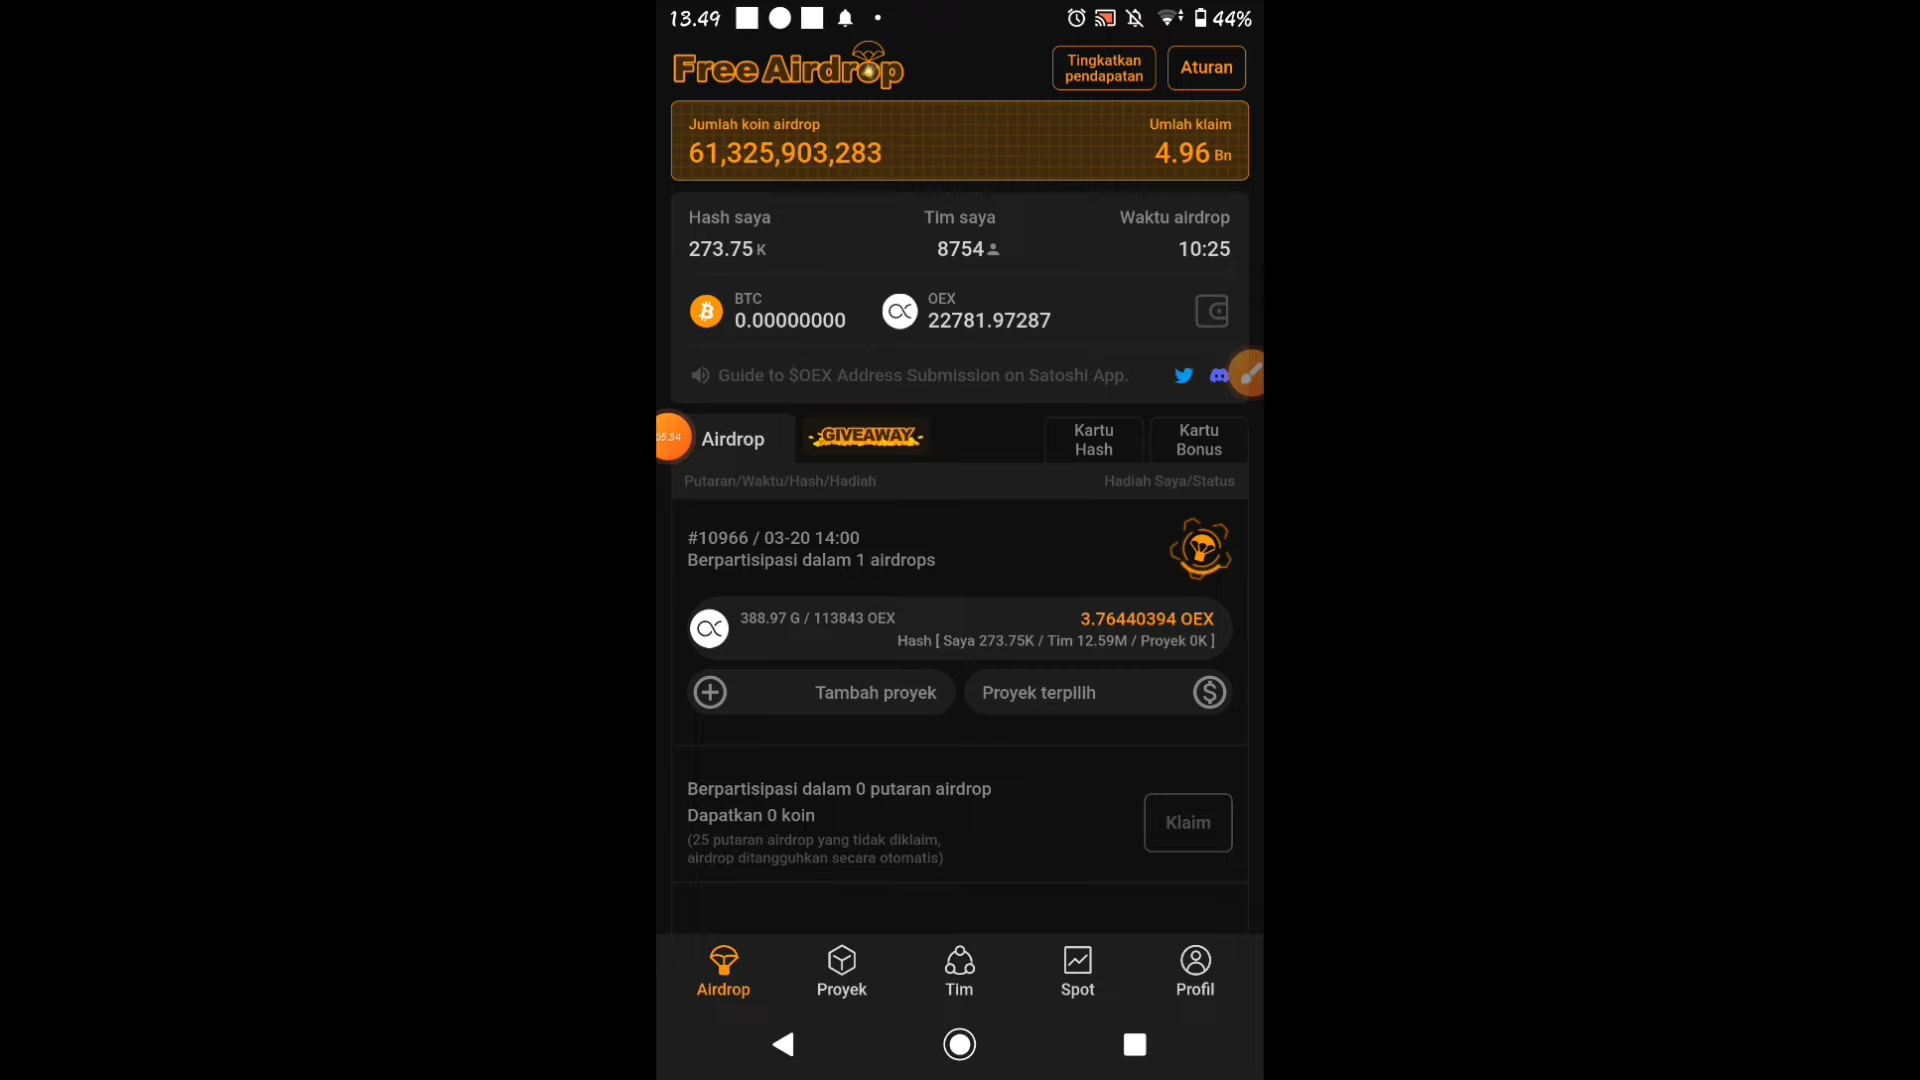 13.49 44%
Free Airdrop
Tingkatkan
pendapatan
Aturan
Jumlah koin airdrop Umlah klaim
61,325,903,283 4.96 Bn
Hash saya Tim saya Waktu airdrop
273.75 K 8754 10:25
BTC OEX
0.00000000 22781.97287
Guide to $OEX Address Submission on Satoshi App.
05:34
Airdrop GIVEAWAY
Kartu
Hash
Kartu
Bonus
Putaran/Waktu/Hash/Hadiah Hadiah Saya/Status
#10966 / 03-20 14:00
Berpartisipasi dalam 1 airdrops
388.97 G / 113843 OEX 3.76440394 OEX
Hash [ Saya 273.75K / Tim 12.59M / Proyek 0K ]
Tambah proyek Proyek terpilih
Berpartisipasi dalam 0 putaran airdrop
Dapatkan 0 koin
(25 putaran airdrop yang tidak diklaim,
airdrop ditangguhkan secara otomatis)
Klaim
Airdrop Proyek Tim Spot Profil